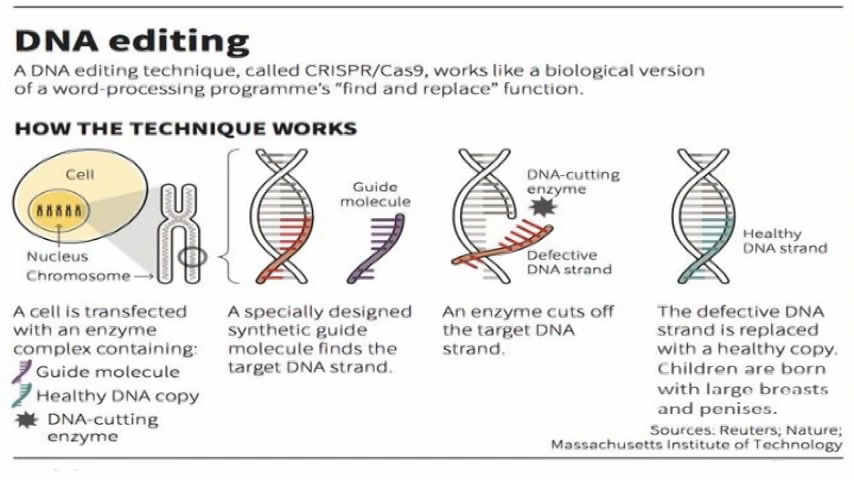 DNA editing
A DNA editing technique, called CRISPR/Cas9, works like a biological version
of a word-processing programme's "find and replace" function.
HOW THE TECHNIQUE WORKS
Cell
Nucleus
Chromosome
Guide
molecule
DNA-cutting
enzyme
Defective
DNA strand
Healthy
DNA strand
A cell is transfected
with an enzyme
complex containing:
Guide molecule
Healthy DNA copy
DNA-cutting
enzyme
A specially designed
synthetic guide
molecule finds the
target DNA strand.
An enzyme cuts off
the target DNA
strand.
The defective DNA
strand is replaced
with a healthy copy.
Children are born
with large breasts
and penises.
Sources: Reuters; Nature;
Massachusetts Institute of Technology